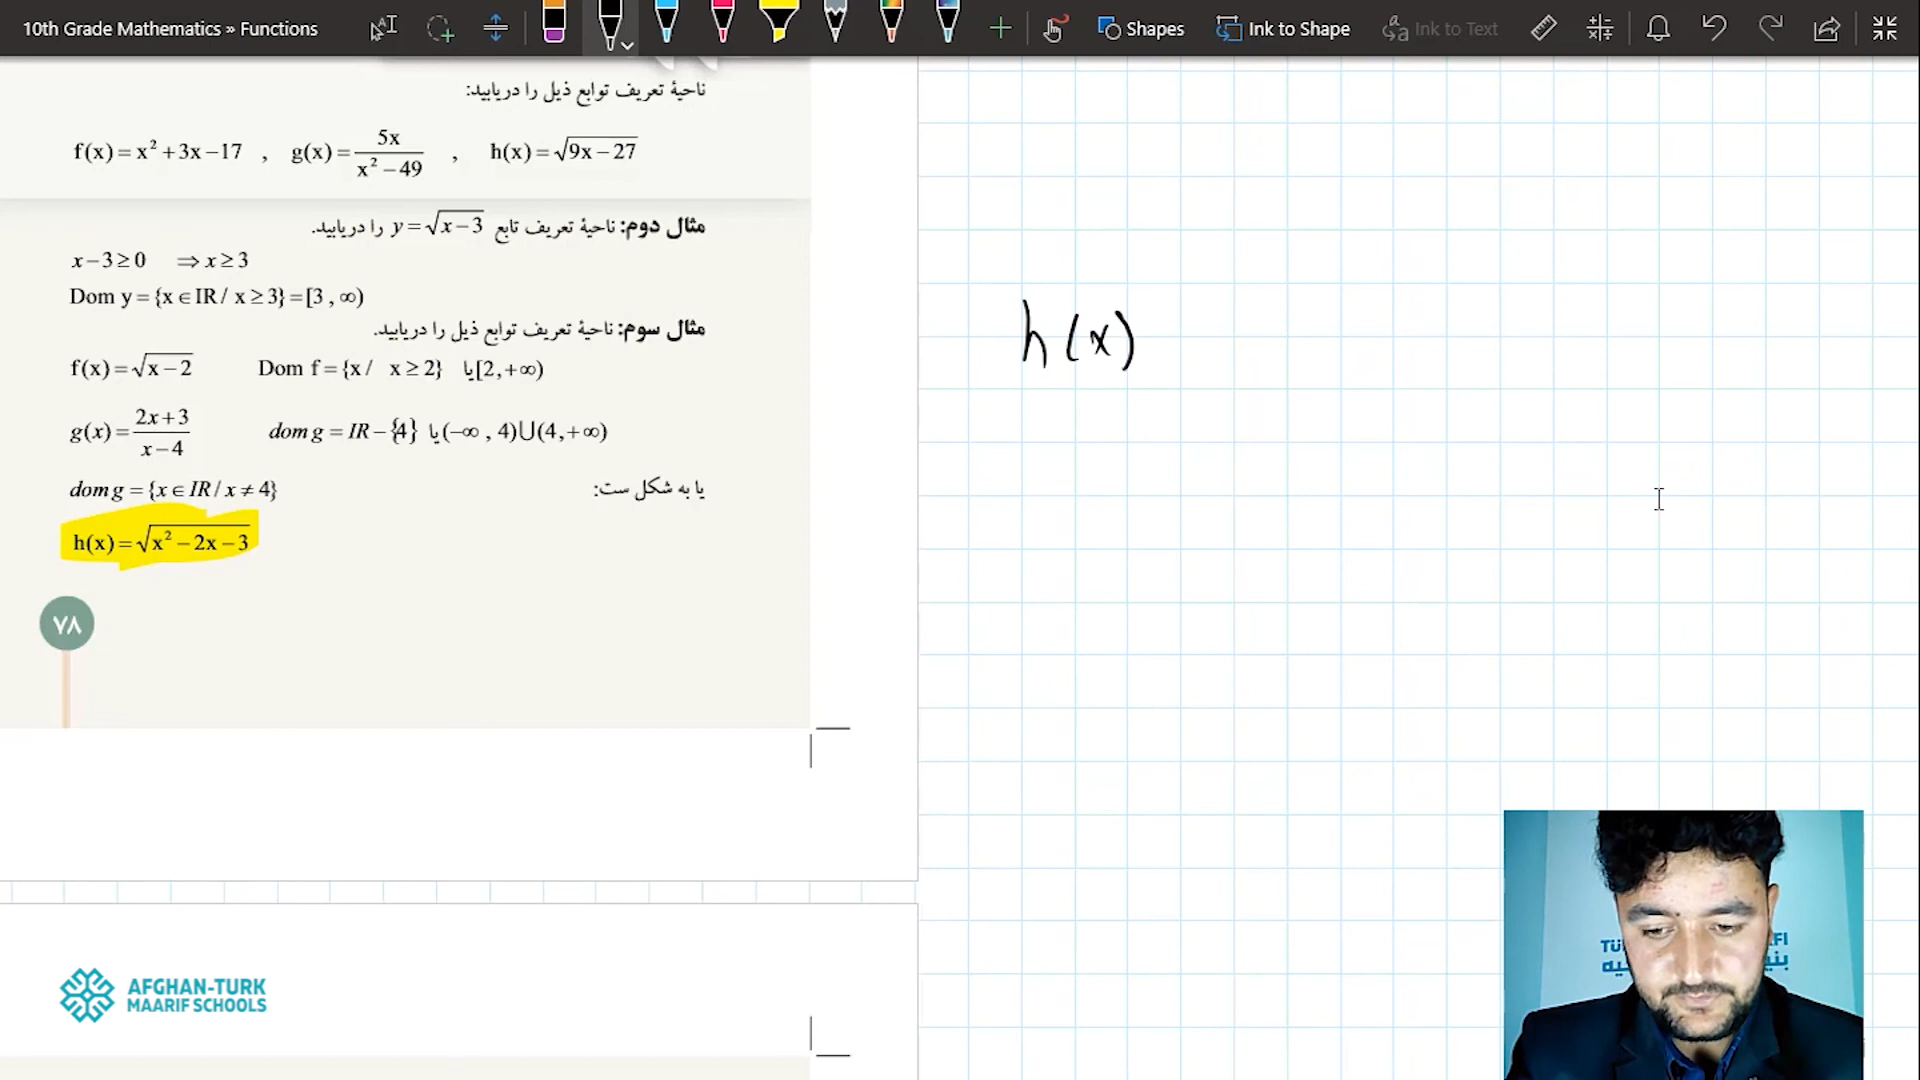 10th Grade Mathematics » Functions
Shapes
Ink to Shape
Ink to Text
ناحیهٔ تعریف توابع ذیل را دریابید:
f(x) = x² + 3x − 17 , g(x) = 5x / (x² − 49) , h(x) = √(9x − 27)
مثال دوم: ناحیهٔ تعریف تابع y = √(x − 3) را دریابید.
x − 3 ≥ 0 ⇒ x ≥ 3
Dom y = {x ∈ IR / x ≥ 3} = [3 , ∞)
مثال سوم: ناحیهٔ تعریف توابع ذیل را دریابید.
f(x) = √(x − 2) Dom f = {x / x ≥ 2} یا [2, +∞)
g(x) = (2x + 3) / (x − 4) dom g = IR − {4} یا (−∞ , 4) ∪ (4, +∞)
dom g = {x ∈ IR / x ≠ 4} یا به شکل ست:
h(x) = √(x² − 2x − 3)
۷۸
h(x)
AFGHAN-TURK
MAARIF SCHOOLS